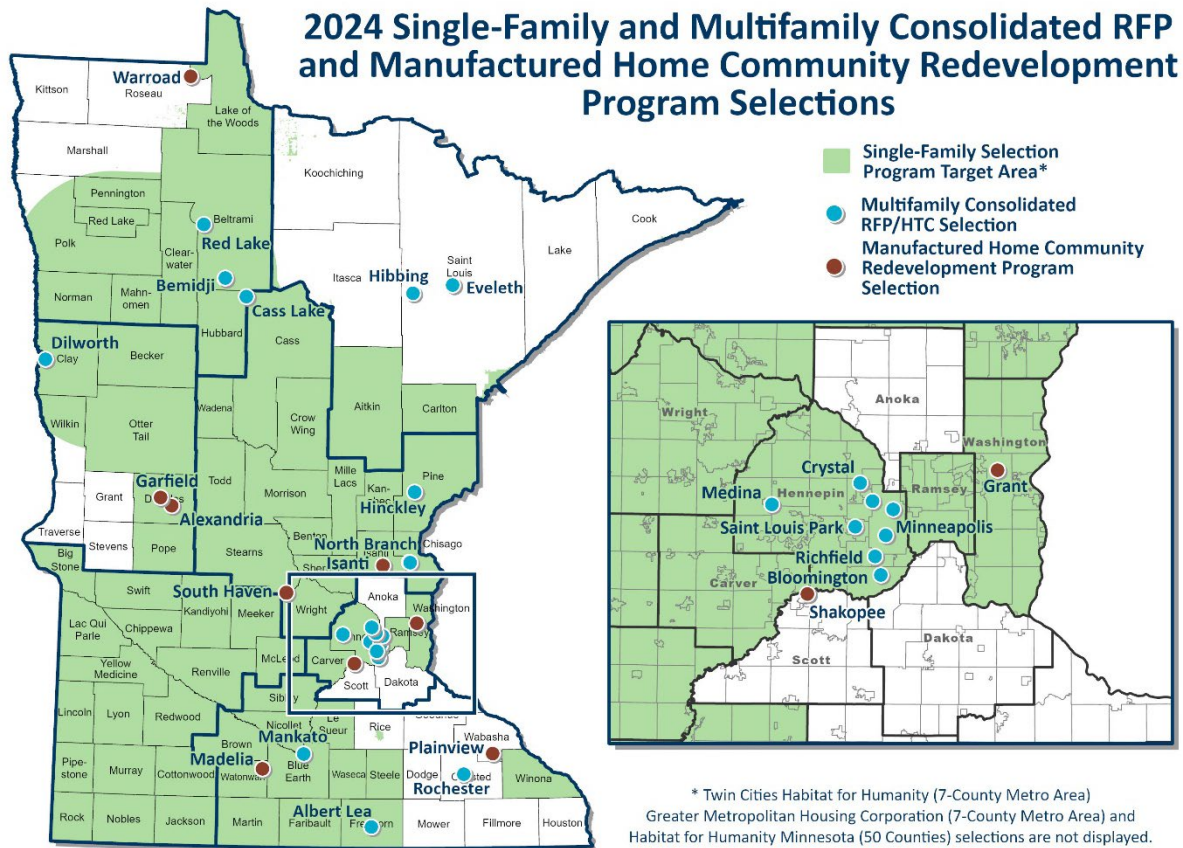 2024 Single-Family and Multifamily Consolidated RFP
and Manufactured Home Community Redevelopment
Program Selections
Single-Family Selection
Program Target Area*
Multifamily Consolidated
RFP/HTC Selection
Manufactured Home Community
Redevelopment Program
Selection
Warroad
Kittson
Roseau
Lake of
the Woods
Marshall
Koochiching
Pennington
Red Lake
Beltrami
Polk
Red Lake
Clear-
water
Cook
Lake
Itasca
Saint
Louis
Hibbing
Eveleth
Bemidji
Cass Lake
Norman
Mahn-
omen
Hubbard
Cass
Dilworth
Clay
Becker
Aitkin
Carlton
Wadena
Crow
Wing
Wilkin
Otter
Tail
Mille
Lacs
Pine
Todd
Morrison
Garfield
Grant
Hinckley
Alexandria
Traverse
Stevens
Pope
Stearns
Benton
North Branch
Chisago
Isanti
Big
Stone
South Haven
Swift
Kandiyohi
Meeker
Wright
Anoka
Washington
Lac Qui
Parle
Chippewa
Ramsey
McLeod
Carver
Yellow
Medicine
Renville
Scott
Dakota
Sibley
Lincoln
Lyon
Redwood
Nicollet
Le
Sueur
Rice
Wabasha
Brown
Mankato
Plainview
Madelia
Blue
Earth
Pipe-
stone
Murray
Cottonwood
Watonwan
Waseca
Steele
Dodge
Winona
Rochester
Rock
Nobles
Jackson
Martin
Faribault
Albert Lea
Mower
Fillmore
Houston
Wright
Anoka
Washington
Crystal
Medina
Hennepin
Ramsey
Grant
Saint Louis Park
Minneapolis
Richfield
Carver
Bloomington
Shakopee
Scott
Dakota
* Twin Cities Habitat for Humanity (7-County Metro Area)
Greater Metropolitan Housing Corporation (7-County Metro Area) and
Habitat for Humanity Minnesota (50 Counties) selections are not displayed.